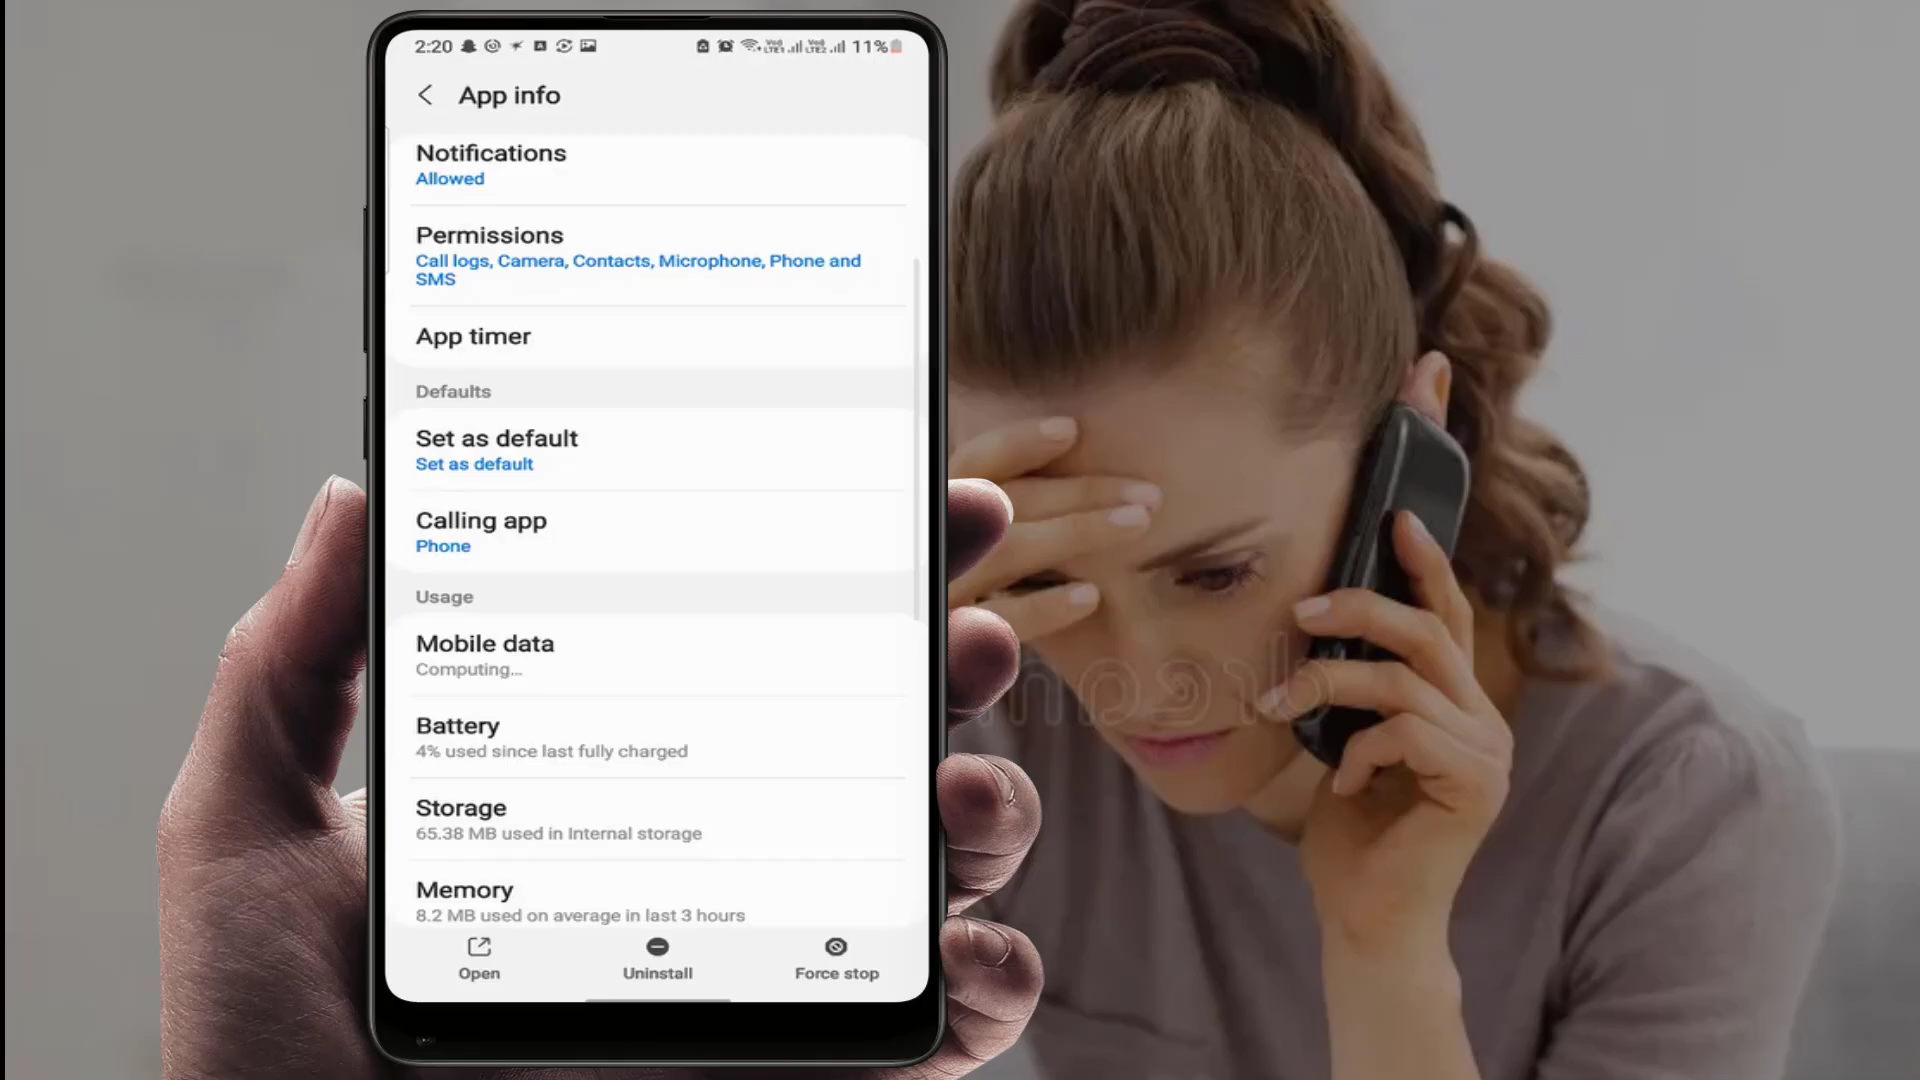 2:20
11%
App info
Notifications
Allowed
Permissions
Call logs, Camera, Contacts, Microphone, Phone and
SMS
App timer
Defaults
Set as default
Set as default
Calling app
Phone
Usage
Mobile data
Computing...
Battery
4% used since last fully charged
Storage
65.38 MB used in Internal storage
Memory
8.2 MB used on average in last 3 hours
Open
Uninstall
Force stop